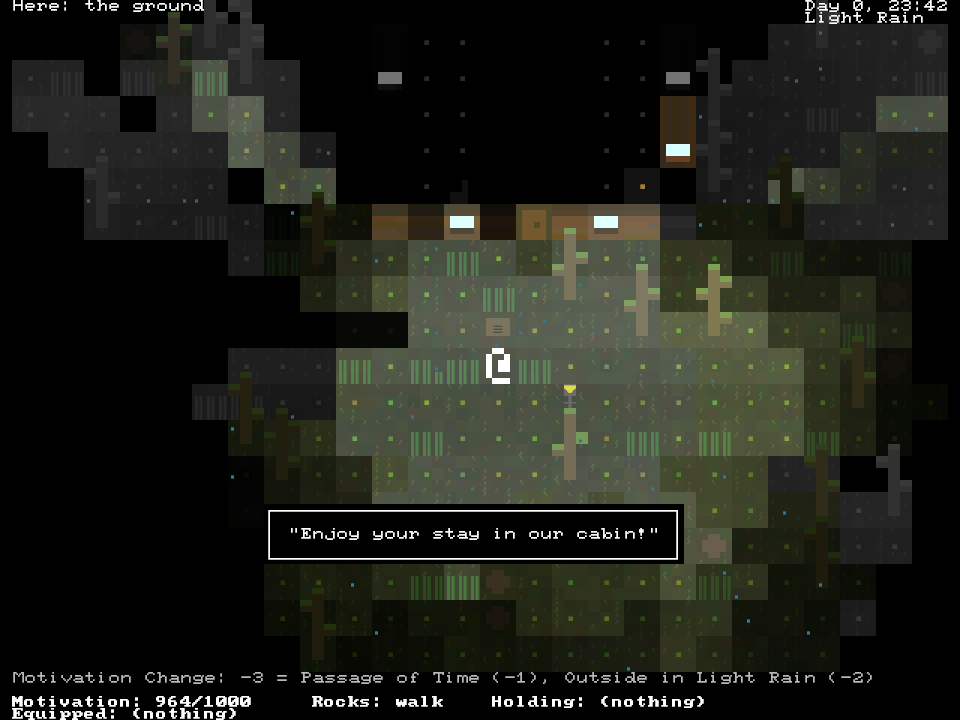 Here: the ground
Day 0, 23:42
Light Rain
"Enjoy your stay in our cabin!"
Motivation Change: -3 = Passage of Time (-1), Outside in Light Rain (-2)
Motivation: 964/1000 Rocks: walk Holding: (nothing)
Equipped: (nothing)